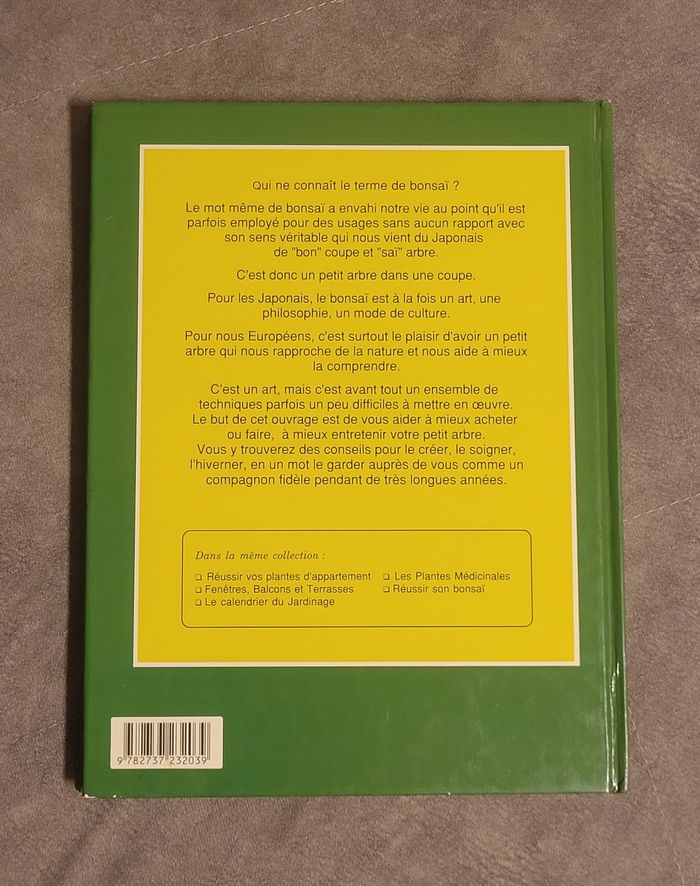 Qui ne connaît le terme de bonsaï ?
Le mot même de bonsaï a envahi notre vie au point qu'il est
parfois employé pour des usages sans aucun rapport avec
son sens véritable qui nous vient du Japonais
de "bon" coupe et "saï" arbre.
C'est donc un petit arbre dans une coupe.
Pour les Japonais, le bonsaï est à la fois un art, une
philosophie, un mode de culture.
Pour nous Européens, c'est surtout le plaisir d'avoir un petit
arbre qui nous rapproche de la nature et nous aide à mieux
la comprendre.
C'est un art, mais c'est avant tout un ensemble de
techniques parfois un peu difficiles à mettre en œuvre.
Le but de cet ouvrage est de vous aider à mieux acheter
ou faire, à mieux entretenir votre petit arbre.
Vous y trouverez des conseils pour le créer, le soigner,
l'hiverner, en un mot le garder auprès de vous comme un
compagnon fidèle pendant de très longues années.
Dans la même collection :
❏ Réussir vos plantes d'appartement
❏ Fenêtres, Balcons et Terrasses
❏ Le calendrier du Jardinage
❏ Les Plantes Médicinales
❏ Réussir son bonsaï
9 782737 232039